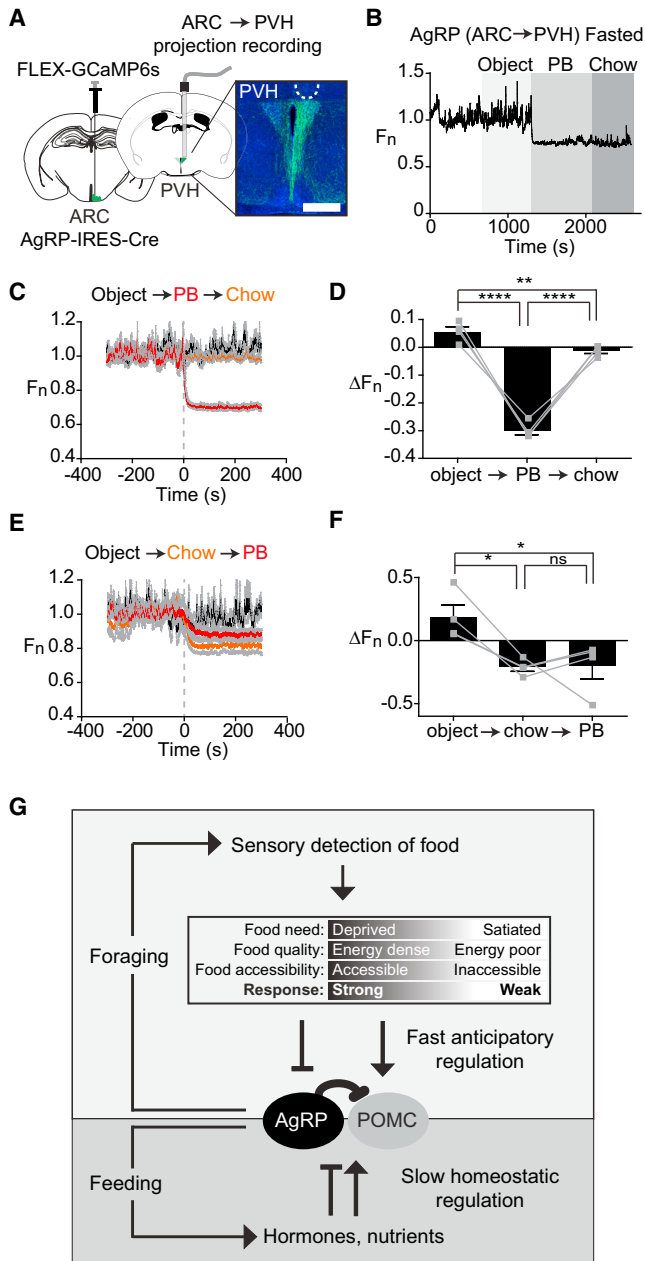 A
ARC → PVH
projection recording
FLEX-GCaMP6s
PVH
PVH
ARC
AgRP-IRES-Cre
B
AgRP (ARC→PVH) Fasted
Object PB Chow
1.5
1.0
0.5
0
Fn
0 1000 2000
Time (s)
C
Object → PB → Chow
1.2
1.0
0.8
0.6
0.4
Fn
-400 -200 0 200 400
Time (s)
D
**
**** ****
0.1
0.0
-0.1
-0.2
-0.3
-0.4
ΔFn
object → PB → chow
E
Object → Chow → PB
1.2
1.0
0.8
0.6
0.4
Fn
-400 -200 0 200 400
Time (s)
F
*
* ns
0.5
0.0
-0.5
ΔFn
object → chow → PB
G
Sensory detection of food
Food need: Deprived Satiated
Food quality: Energy dense Energy poor
Food accessibility: Accessible Inaccessible
Response: Strong Weak
Foraging
Fast anticipatory
regulation
AgRP POMC
Feeding
Slow homeostatic
regulation
Hormones, nutrients